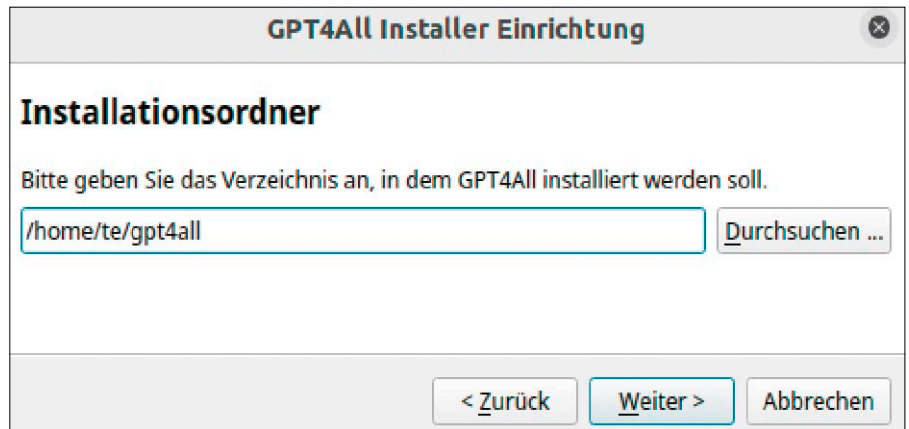 GPT4All Installer Einrichtung
Installationsordner
Bitte geben Sie das Verzeichnis an, in dem GPT4All installiert werden soll.
/home/te/gpt4all
Durchsuchen ...
< Zurück
Weiter >
Abbrechen